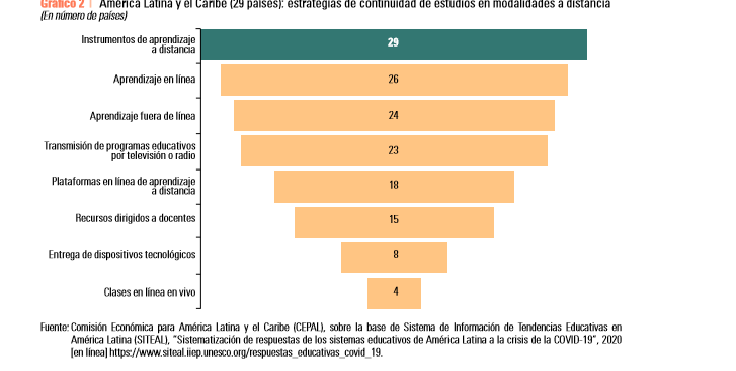 Gráfico 2 | América Latina y el Caribe (29 países): estrategias de continuidad de estudios en modalidades a distancia
(En número de países)
Instrumentos de aprendizaje
a distancia
29
Aprendizaje en línea
26
Aprendizaje fuera de línea
24
Transmisión de programas educativos
por televisión o radio
23
Plataformas en línea de aprendizaje
a distancia
18
Recursos dirigidos a docentes
15
Entrega de dispositivos tecnológicos
8
Clases en línea en vivo
4
Fuente: Comisión Económica para América Latina y el Caribe (CEPAL), sobre la base de Sistema de Información de Tendencias Educativas en
América Latina (SITEAL), "Sistematización de respuestas de los sistemas educativos de América Latina a la crisis de la COVID-19", 2020
[en línea] https://www.siteal.iiep.unesco.org/respuestas_educativas_covid_19.